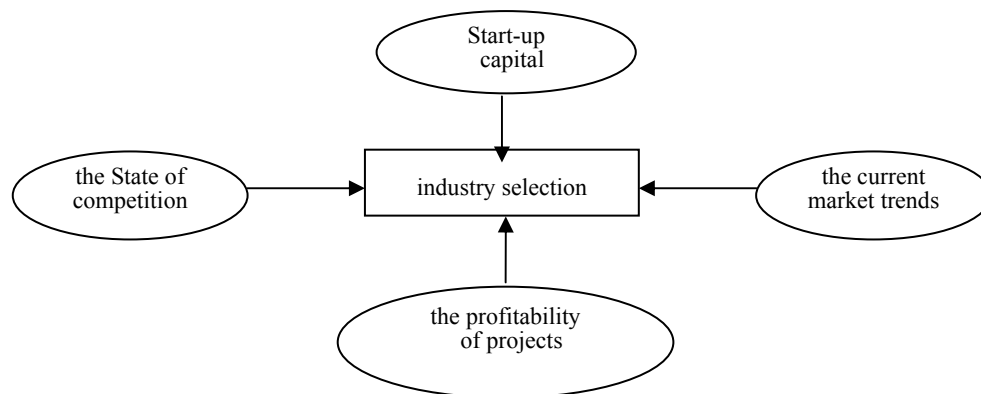 Start-up
capital
the State of
competition
industry selection
the current
market trends
the profitability
of projects